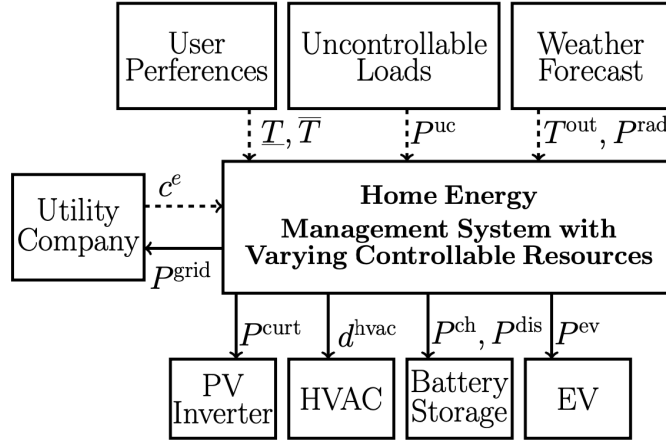 User
Perferences
Uncontrollable
Loads
Weather
Forecast
T̲, T̅
P^uc
T^out, P^rad
Utility
Company
c^e
P^grid
Home Energy
Management System with
Varying Controllable Resources
P^curt
d^hvac
P^ch, P^dis
P^ev
PV
Inverter
HVAC
Battery
Storage
EV